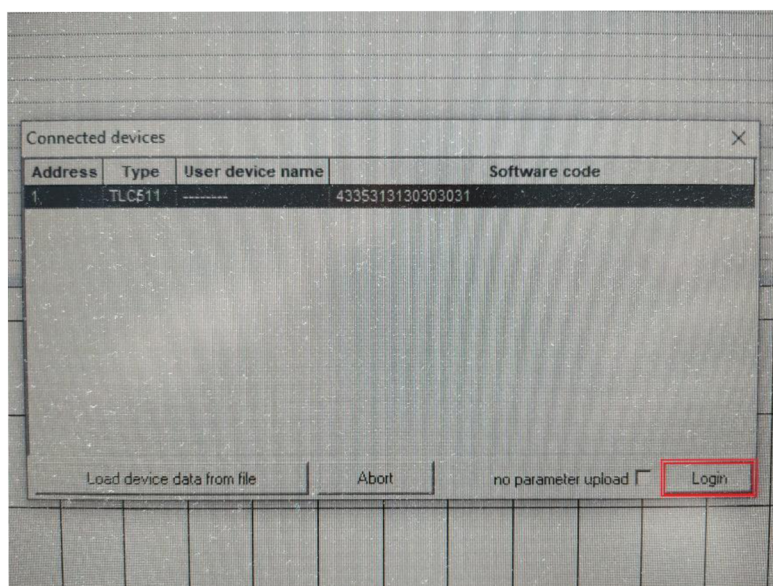 Connected devices
Address Type User device name Software code
1. TLC511 -------- 4335313130303031
Load device data from file Abort no parameter upload Login